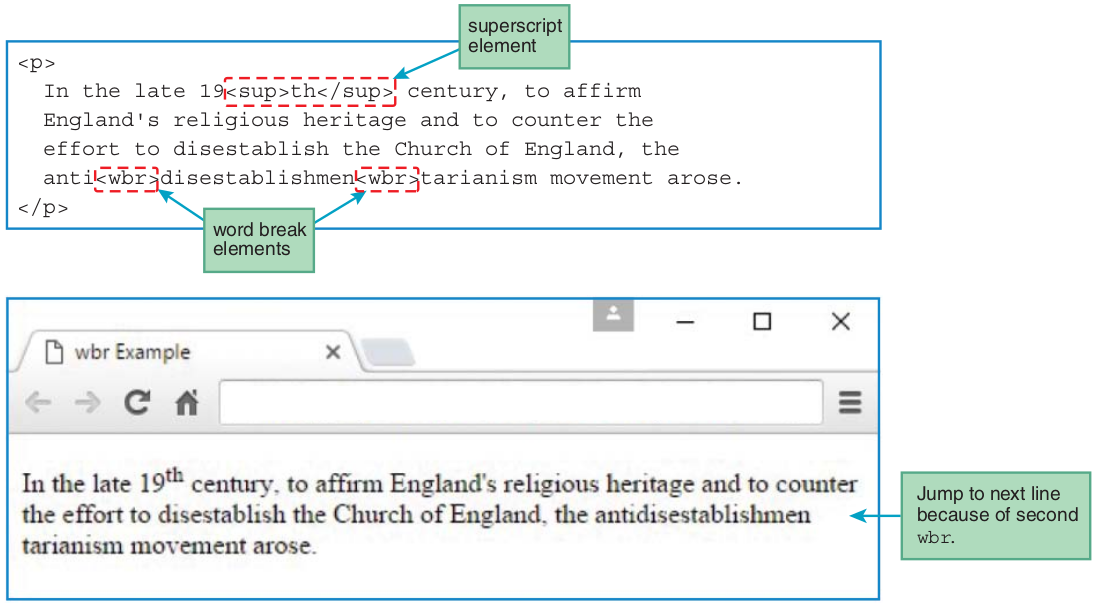 superscript
element
<p>
In the late 19<sup>th</sup> century, to affirm
England's religious heritage and to counter the
effort to disestablish the Church of England, the
anti<wbr>disestablishmen<wbr>tarianism movement arose.
</p>
word break
elements
wbr Example
In the late 19th century, to affirm England's religious heritage and to counter
the effort to disestablish the Church of England, the antidisestablishmen
tarianism movement arose.
Jump to next line
because of second
wbr.